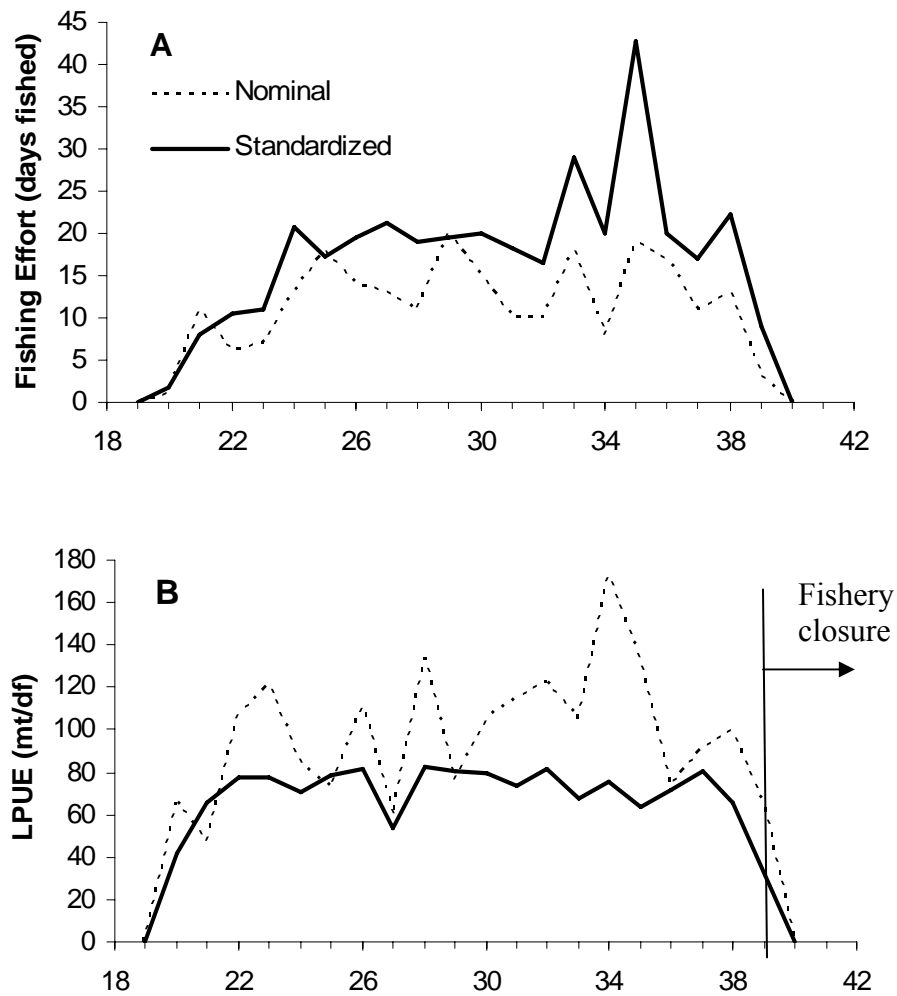 45
A
40
Nominal
35
Standardized
30
25
20
15
10
5
0
Fishing Effort (days fished)
18 22 26 30 34 38 42
180
B
Fishery
closure
160
140
120
100
80
60
40
20
0
LPUE (mt/df)
18 22 26 30 34 38 42